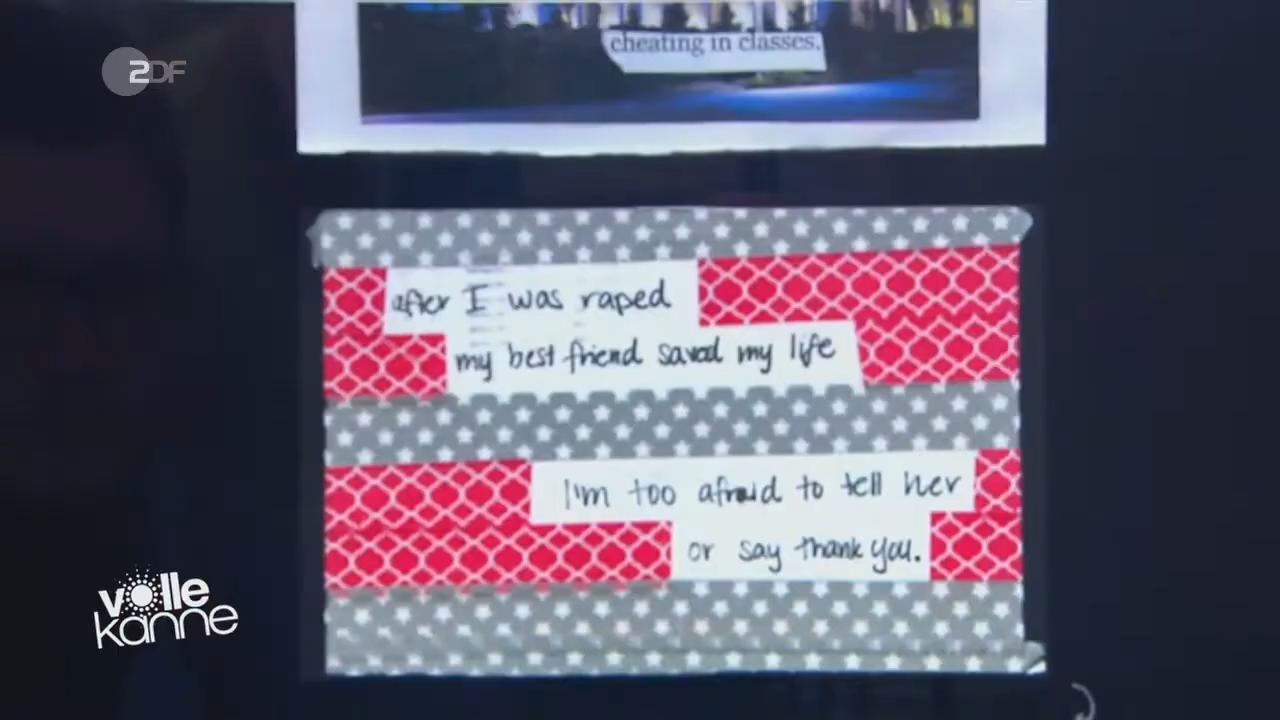 2DF
cheating in classes.
after I was raped
my best friend saved my life
I'm too afraid to tell her
or say thank you.
volle
kanne